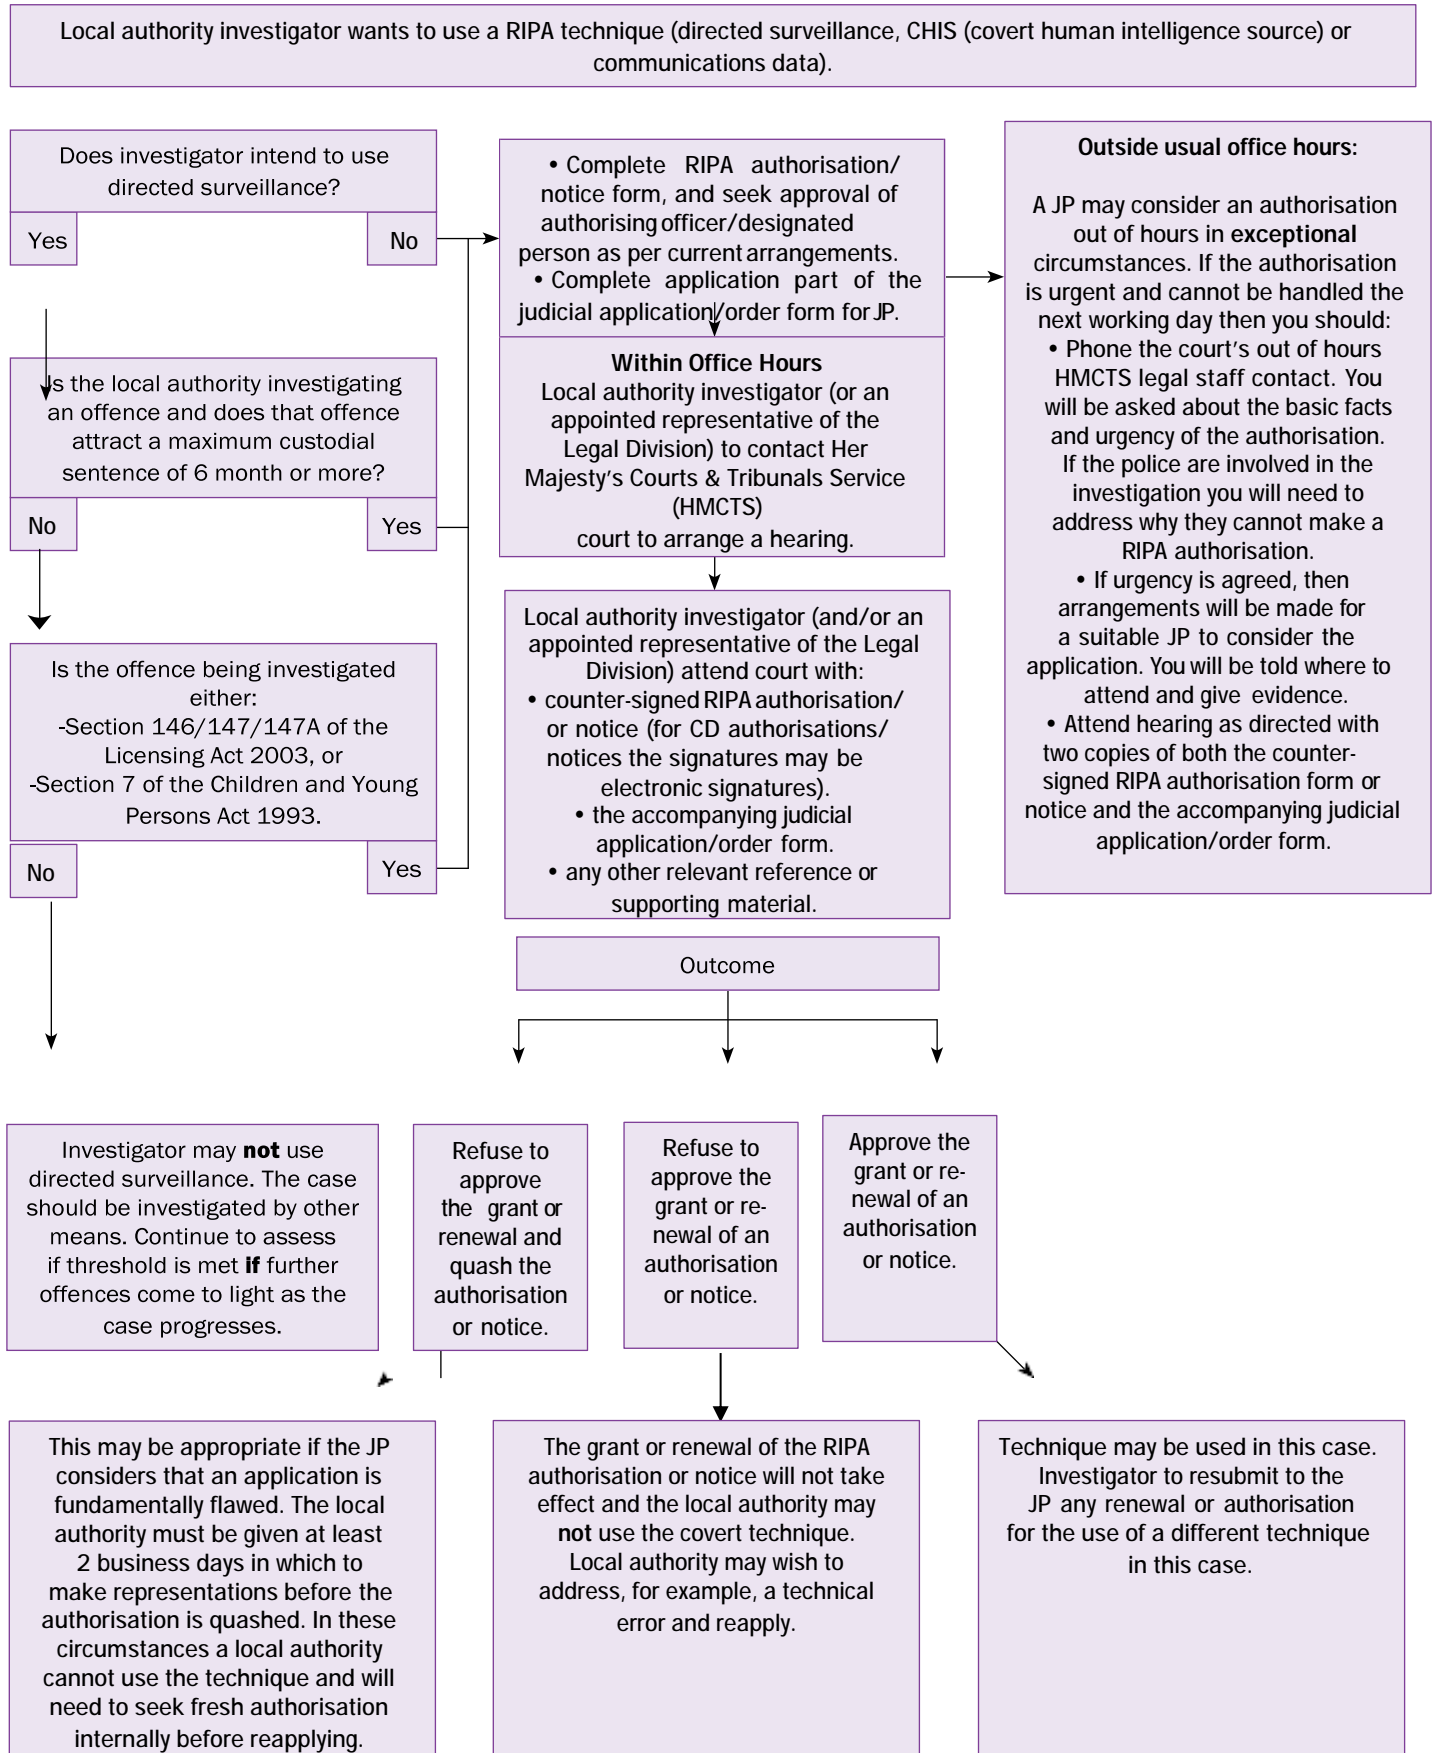 Local authority investigator wants to use a RIPA technique (directed surveillance, CHIS (covert human intelligence source) or
communications data).
Does investigator intend to use
directed surveillance?
Yes
No
Is the local authority investigating
an offence and does that offence
attract a maximum custodial
sentence of 6 month or more?
No
Yes
Is the offence being investigated
either:
-Section 146/147/147A of the
Licensing Act 2003, or
-Section 7 of the Children and Young
Persons Act 1993.
No
Yes
• Complete RIPA authorisation/
notice form, and seek approval of
authorising officer/designated
person as per current arrangements.
• Complete application part of the
judicial application/order form for JP.
Within Office Hours
Local authority investigator (or an
appointed representative of the
Legal Division) to contact Her
Majesty's Courts & Tribunals Service
(HMCTS)
court to arrange a hearing.
Local authority investigator (and/or an
appointed representative of the Legal
Division) attend court with:
• counter-signed RIPA authorisation/
or notice (for CD authorisations/
notices the signatures may be
electronic signatures).
• the accompanying judicial
application/order form.
• any other relevant reference or
supporting material.
Outside usual office hours:
A JP may consider an authorisation
out of hours in exceptional
circumstances. If the authorisation
is urgent and cannot be handled the
next working day then you should:
• Phone the court's out of hours
HMCTS legal staff contact. You
will be asked about the basic facts
and urgency of the authorisation.
If the police are involved in the
investigation you will need to
address why they cannot make a
RIPA authorisation.
• If urgency is agreed, then
arrangements will be made for
a suitable JP to consider the
application. You will be told where to
attend and give evidence.
• Attend hearing as directed with
two copies of both the counter-
signed RIPA authorisation form or
notice and the accompanying judicial
application/order form.
Outcome
Investigator may not use
directed surveillance. The case
should be investigated by other
means. Continue to assess
if threshold is met if further
offences come to light as the
case progresses.
Refuse to
approve
the grant or
renewal and
quash the
authorisation
or notice.
Refuse to
approve the
grant or re-
newal of an
authorisation
or notice.
Approve the
grant or re-
newal of an
authorisation
or notice.
This may be appropriate if the JP
considers that an application is
fundamentally flawed. The local
authority must be given at least
2 business days in which to
make representations before the
authorisation is quashed. In these
circumstances a local authority
cannot use the technique and will
need to seek fresh authorisation
internally before reapplying.
The grant or renewal of the RIPA
authorisation or notice will not take
effect and the local authority may
not use the covert technique.
Local authority may wish to
address, for example, a technical
error and reapply.
Technique may be used in this case.
Investigator to resubmit to the
JP any renewal or authorisation
for the use of a different technique
in this case.